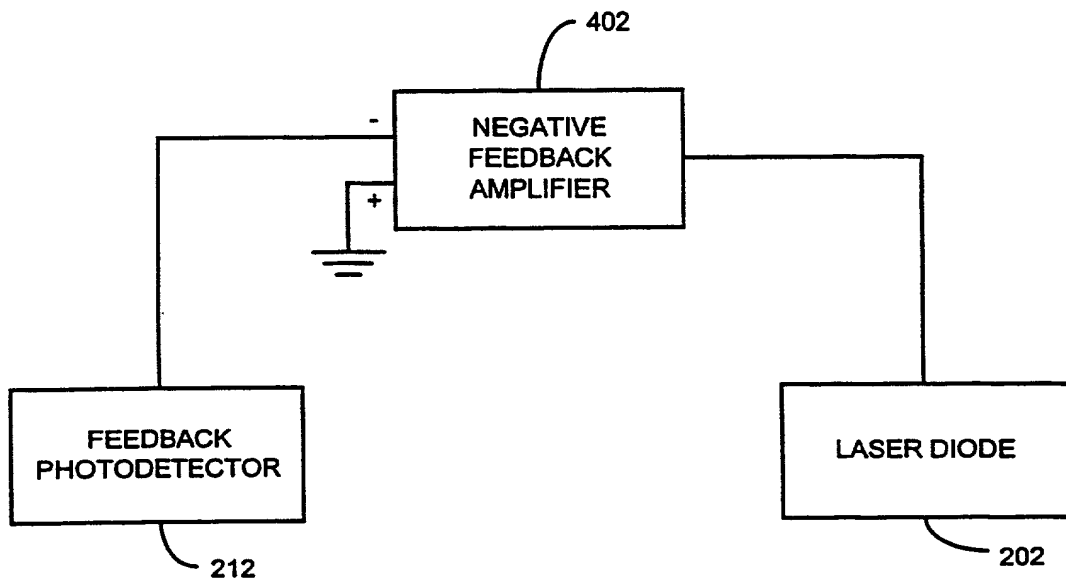 402
-
NEGATIVE
FEEDBACK
AMPLIFIER
+
FEEDBACK
PHOTODETECTOR
LASER DIODE
212
202